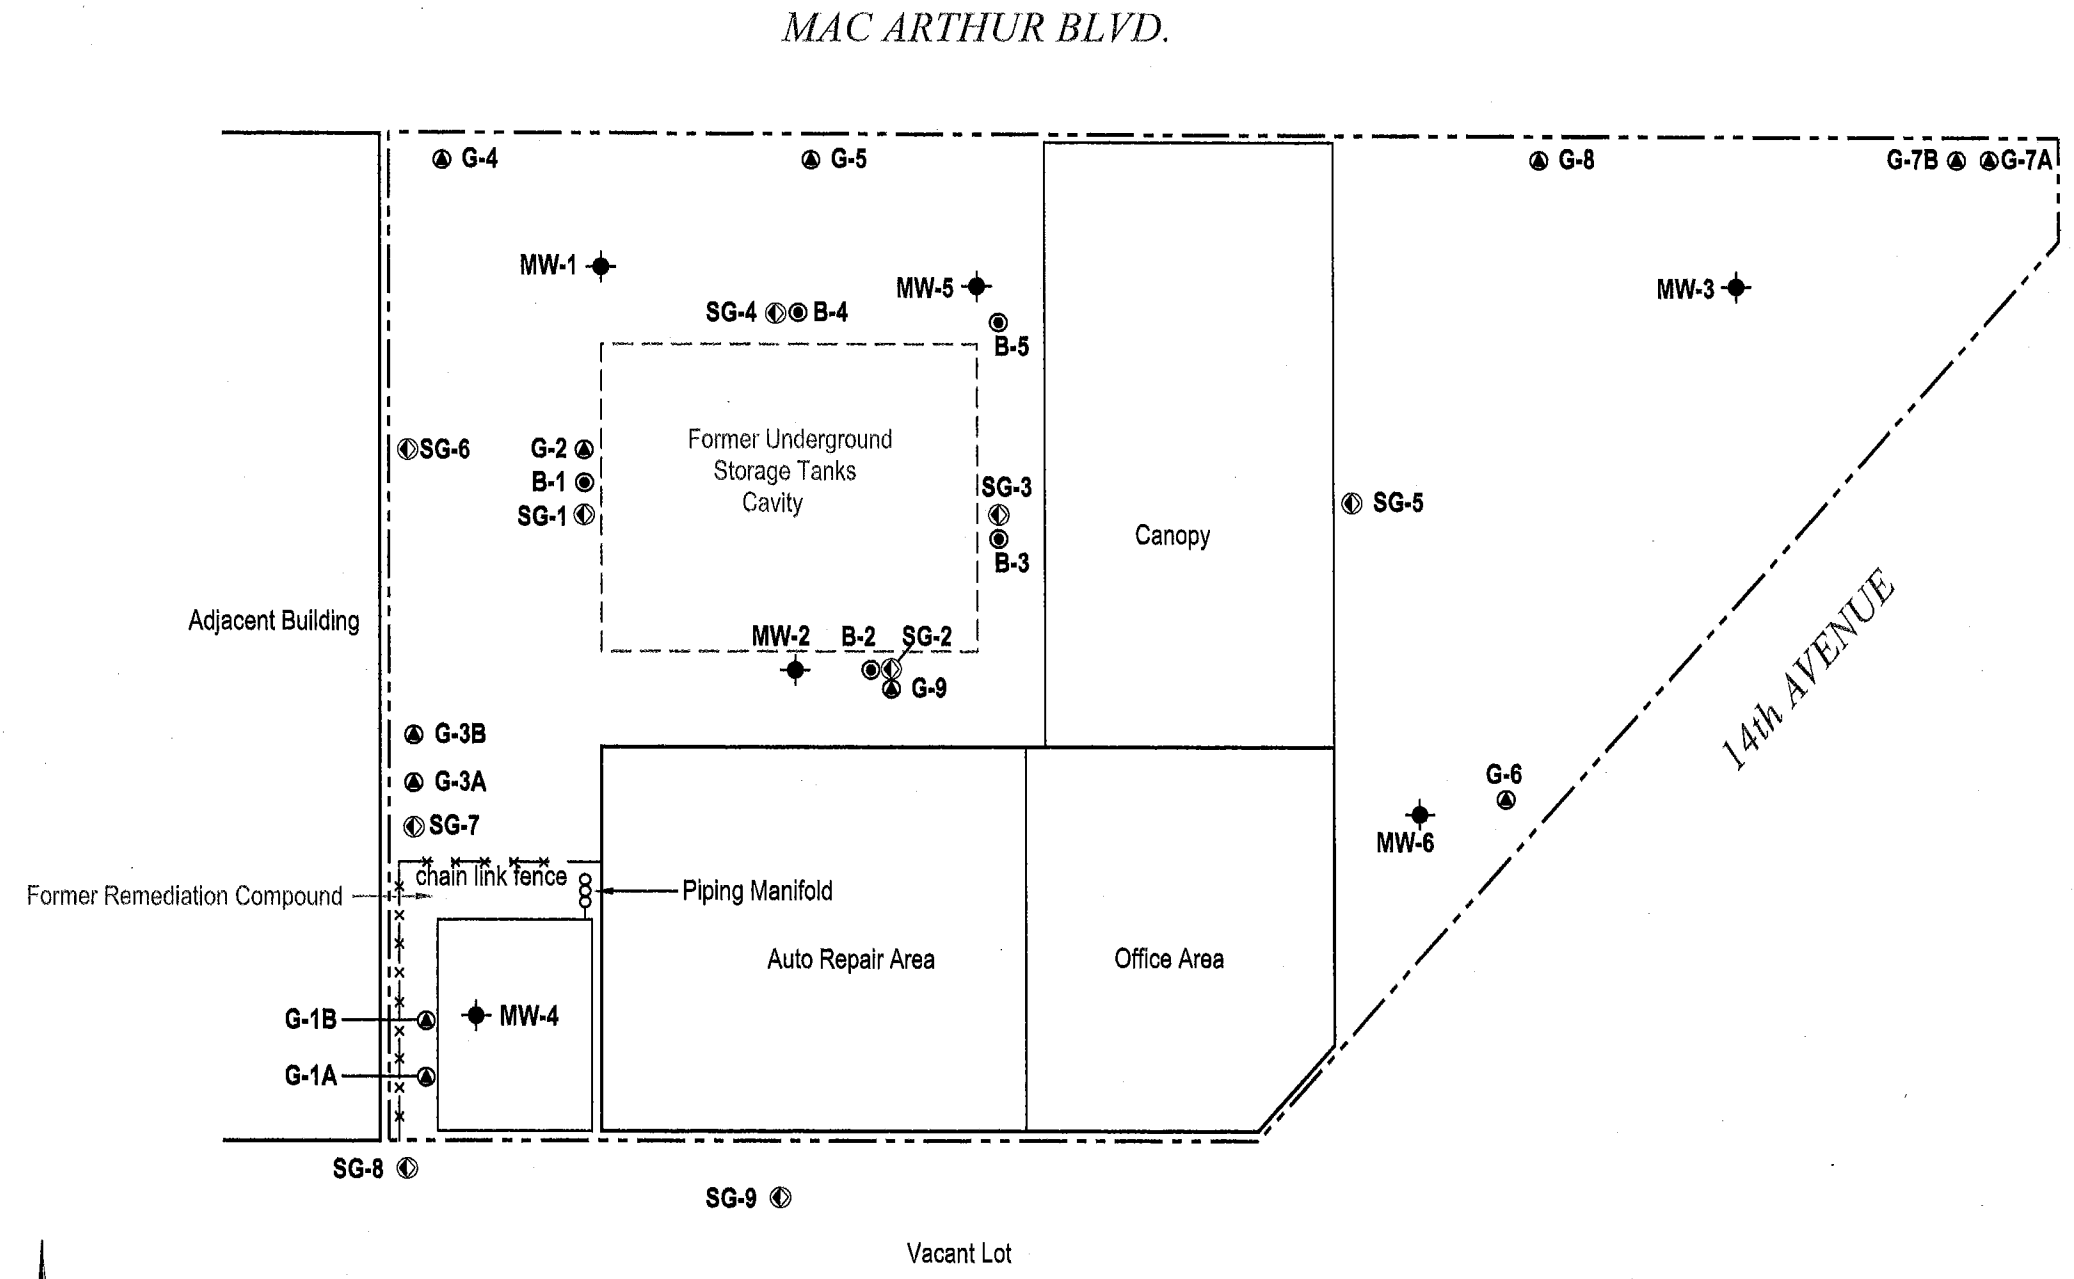 MAC ARTHUR BLVD.
G-4
G-5
G-8
G-7B
G-7A
MW-1
MW-5
MW-3
SG-4
B-4
B-5
Former Underground
Storage Tanks
Cavity
SG-6
G-2
B-1
SG-1
SG-3
B-3
SG-5
Canopy
Adjacent Building
14th AVENUE
MW-2
B-2
SG-2
G-9
G-3B
G-3A
SG-7
G-6
MW-6
chain link fence
Former Remediation Compound
Piping Manifold
Auto Repair Area
Office Area
G-1B
MW-4
G-1A
SG-8
SG-9
Vacant Lot